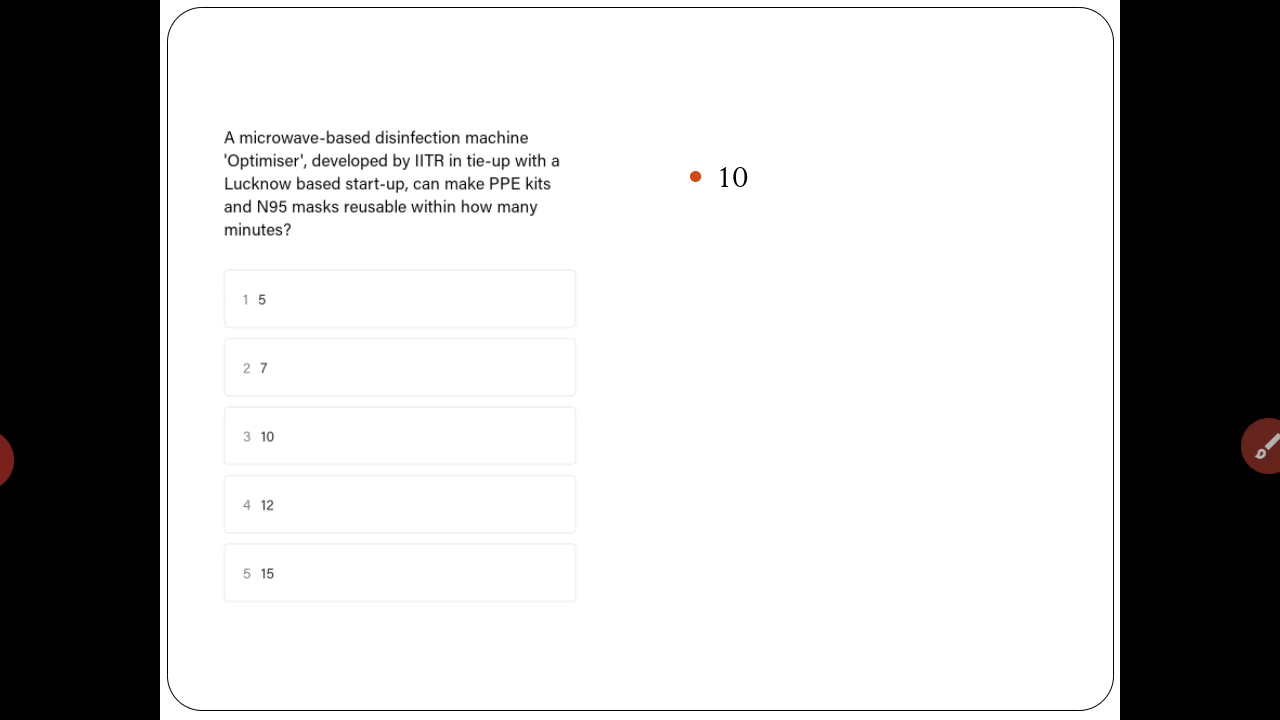 A microwave-based disinfection machine
'Optimiser', developed by IITR in tie-up with a
Lucknow based start-up, can make PPE kits
and N95 masks reusable within how many
minutes?
1 5
2 7
3 10
4 12
5 15
• 10